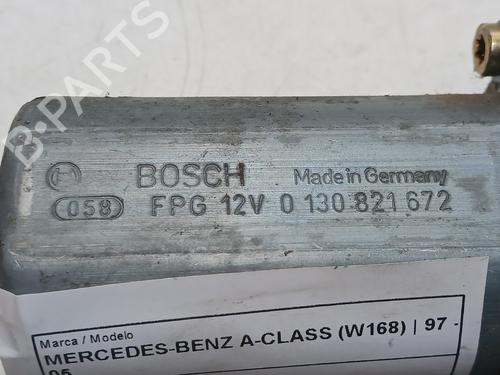 B-PARTS
BOSCH Made in Germany
058 FPG 12V 0 130 821 672
Marca / Modelo
MERCEDES-BENZ A-CLASS (W168) | 97 -